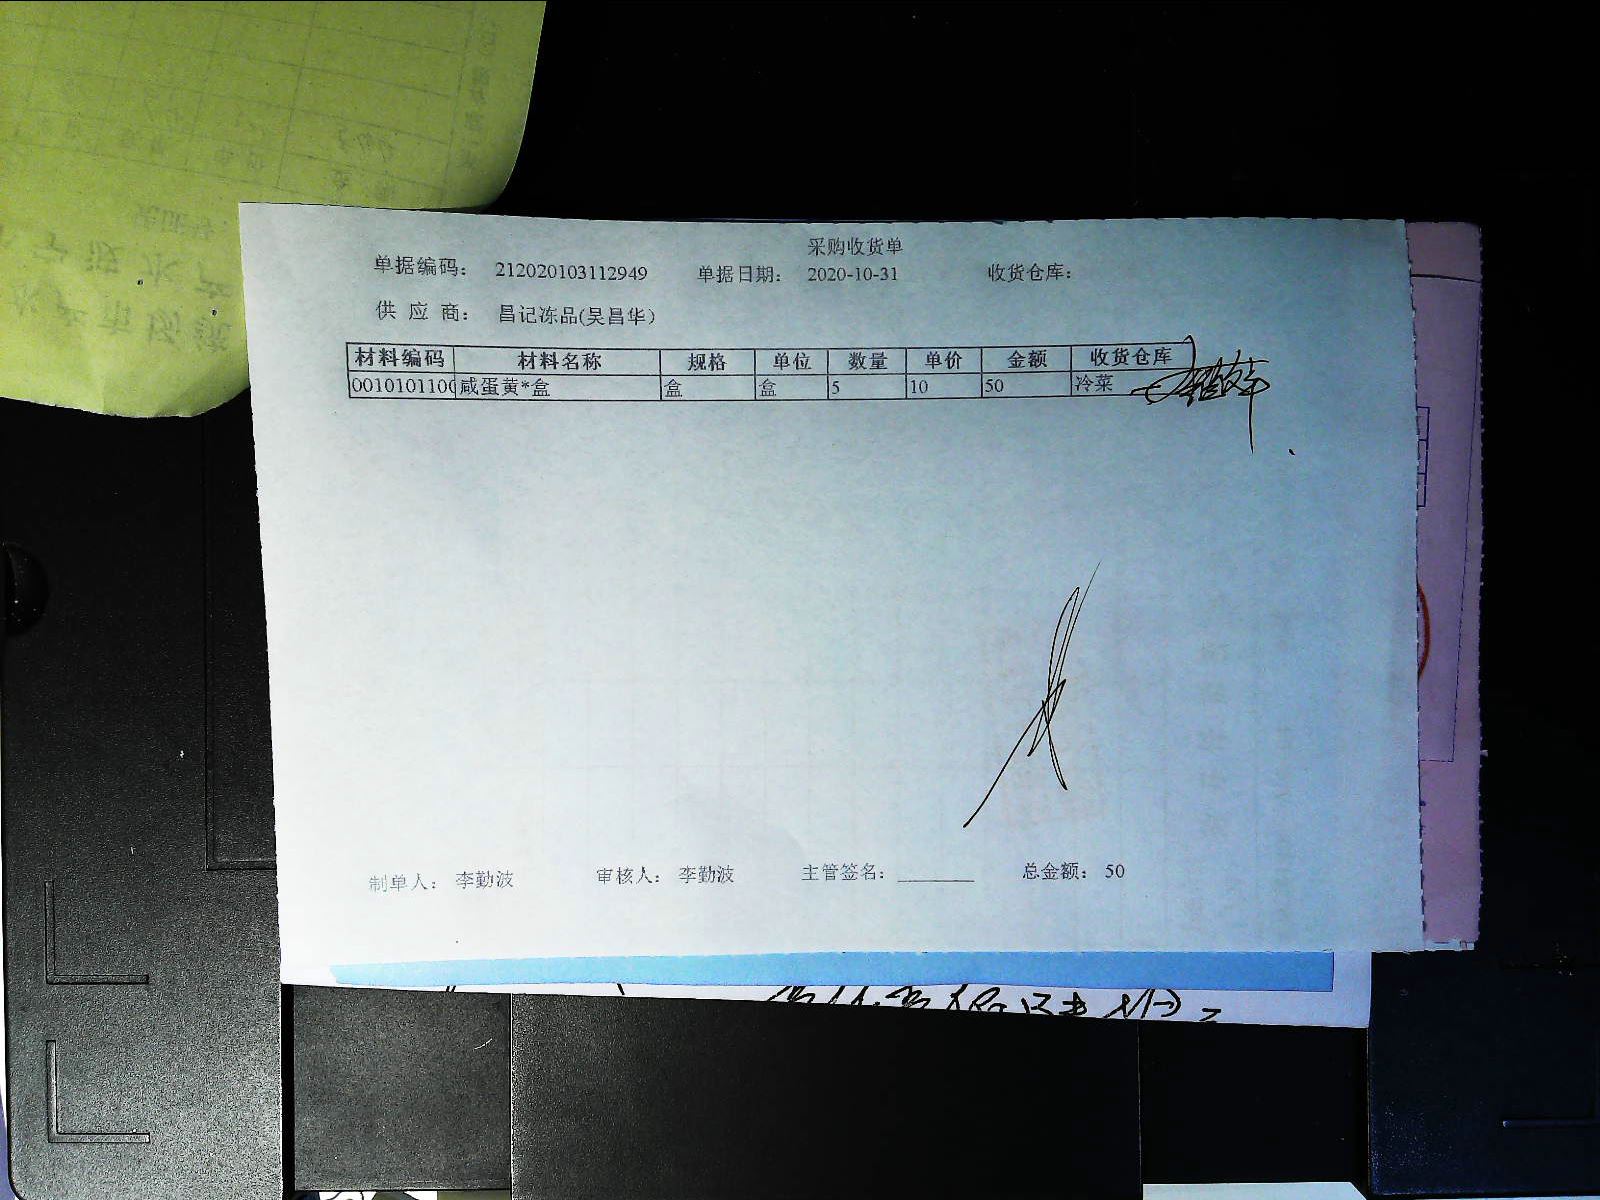 采购收货单
单据编码： 212020103112949 单据日期： 2020-10-31 收货仓库：
供 应 商： 昌记冻品(吴昌华）
材料编码 材料名称 规格 单位 数量 单价 金额 收货仓库
0010101100 咸蛋黄*盒 盒 盒 5 10 50 冷菜
制单人： 李勤波 审核人： 李勤波 主管签名： ________ 总金额： 50